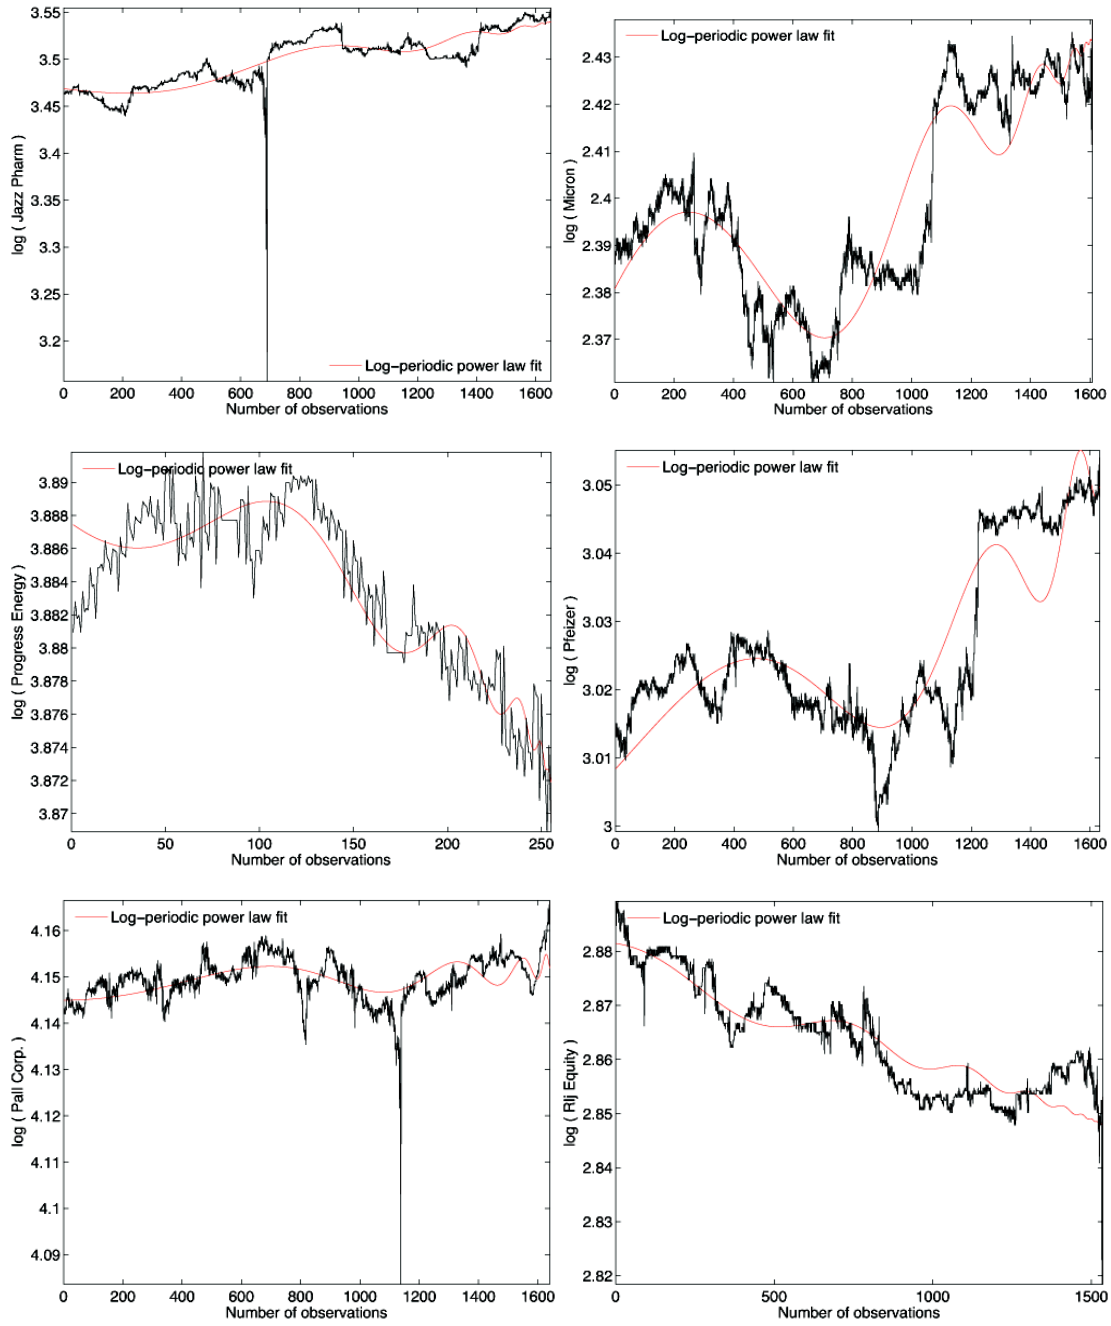 3.55
3.5
3.45
3.4
3.35
3.3
3.25
3.2
log ( Jazz Pharm )
Log-periodic power law fit
0 200 400 600 800 1000 1200 1400 1600
Number of observations
Log-periodic power law fit
2.43
2.42
2.41
2.4
2.39
2.38
2.37
log ( Micron )
0 200 400 600 800 1000 1200 1400 1600
Number of observations
Log-periodic power law fit
3.89
3.888
3.886
3.884
3.882
3.88
3.878
3.876
3.874
3.872
3.87
log ( Progress Energy )
0 50 100 150 200 250
Number of observations
Log-periodic power law fit
3.05
3.04
3.03
3.02
3.01
3
log ( Pfeizer )
0 200 400 600 800 1000 1200 1400 1600
Number of observations
Log-periodic power law fit
4.16
4.15
4.14
4.13
4.12
4.11
4.1
4.09
log ( Pall Corp. )
0 200 400 600 800 1000 1200 1400 1600
Number of observations
Log-periodic power law fit
2.88
2.87
2.86
2.85
2.84
2.83
2.82
log ( Rlj Equity )
0 500 1000 1500
Number of observations